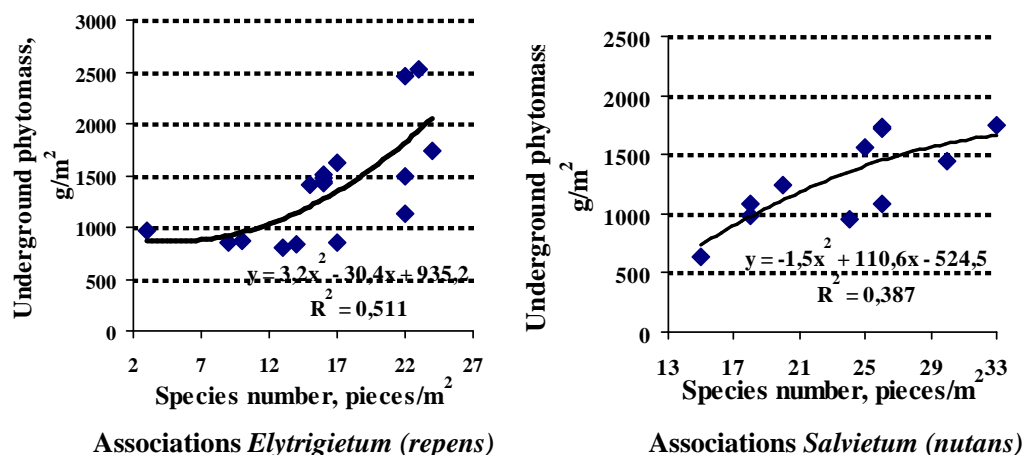 Underground phytomass,
g/m²
3000
2500
2000
1500
1000
500
0
y = 3,2x² - 30,4x + 935,2
R² = 0,511
2 7 12 17 22 27
Species number, pieces/m²
Associations Elytrigietum (repens)
Underground phytomass
g/m²
2500
2000
1500
1000
500
0
y = -1,5x² + 110,6x - 524,5
R² = 0,387
13 15 18 21 25 29 33
Species number, pieces/m²
Associations Salvietum (nutans)